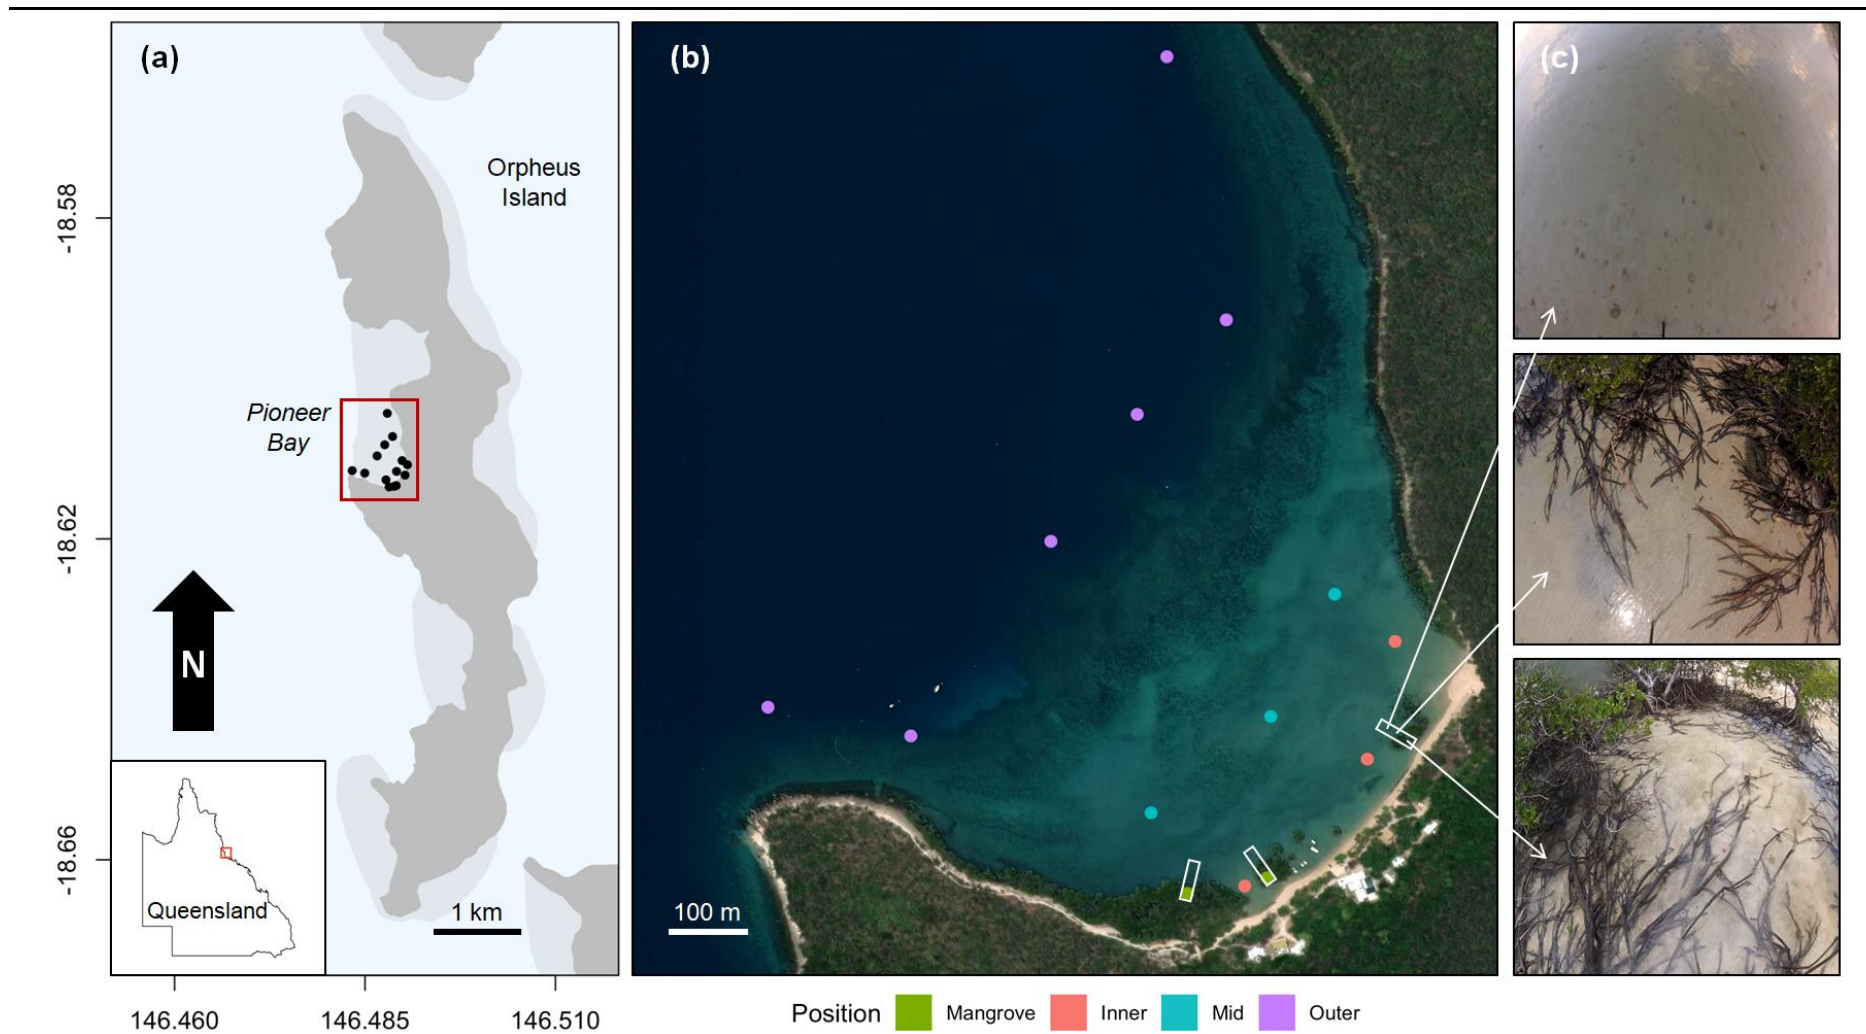 (a)
Orpheus
Island
Pioneer
Bay
-18.58
-18.62
-18.66
N
Queensland
1 km
146.460
146.485
146.510
(b)
100 m
(c)
Position
Mangrove
Inner
Mid
Outer